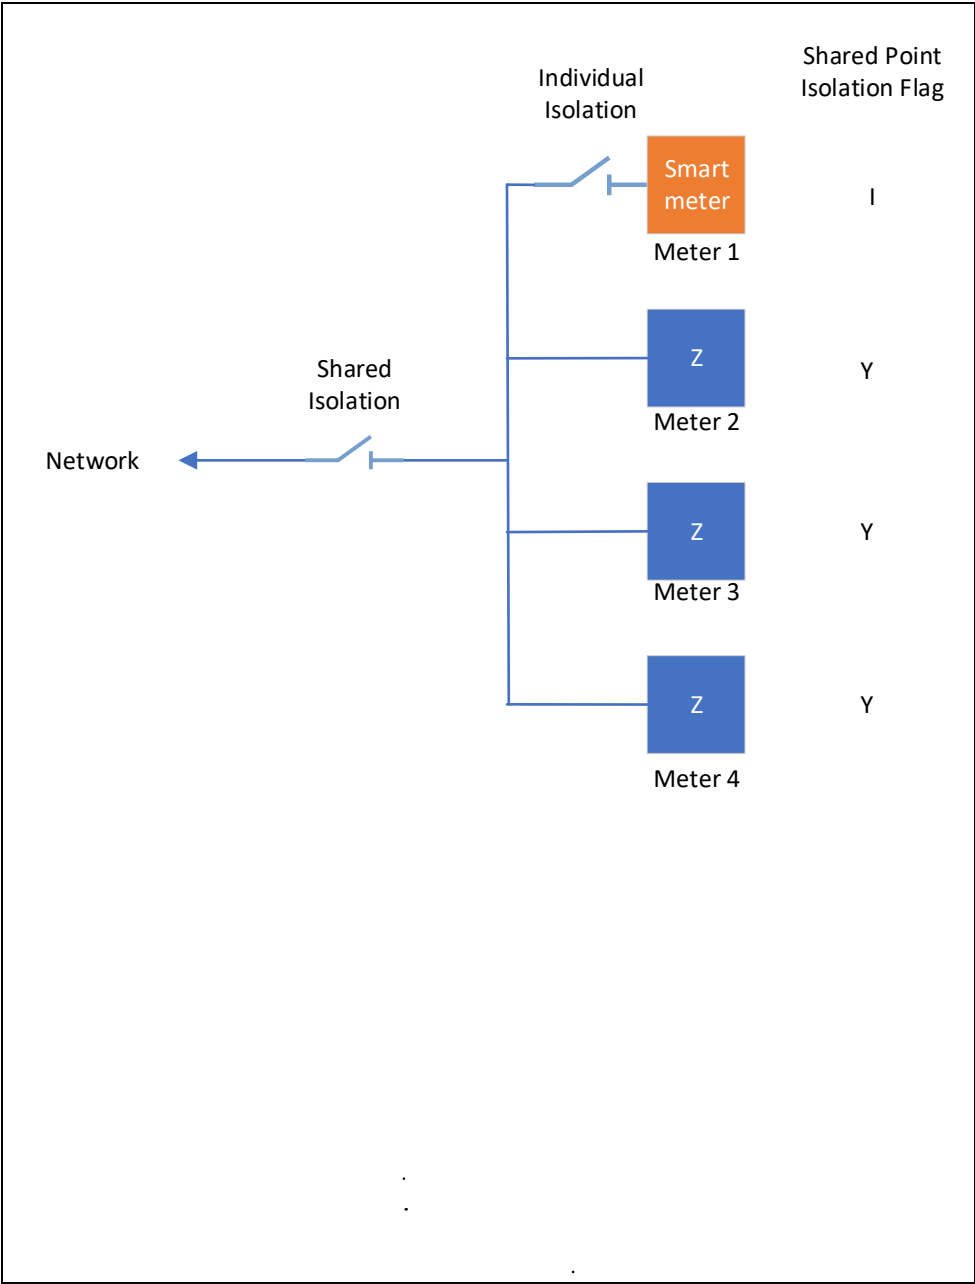 Shared Point
Isolation Flag
Individual
Isolation
Smart
meter
I
Meter 1
Z
Y
Meter 2
Shared
Isolation
Network
Z
Y
Meter 3
Z
Y
Meter 4
.
.
.